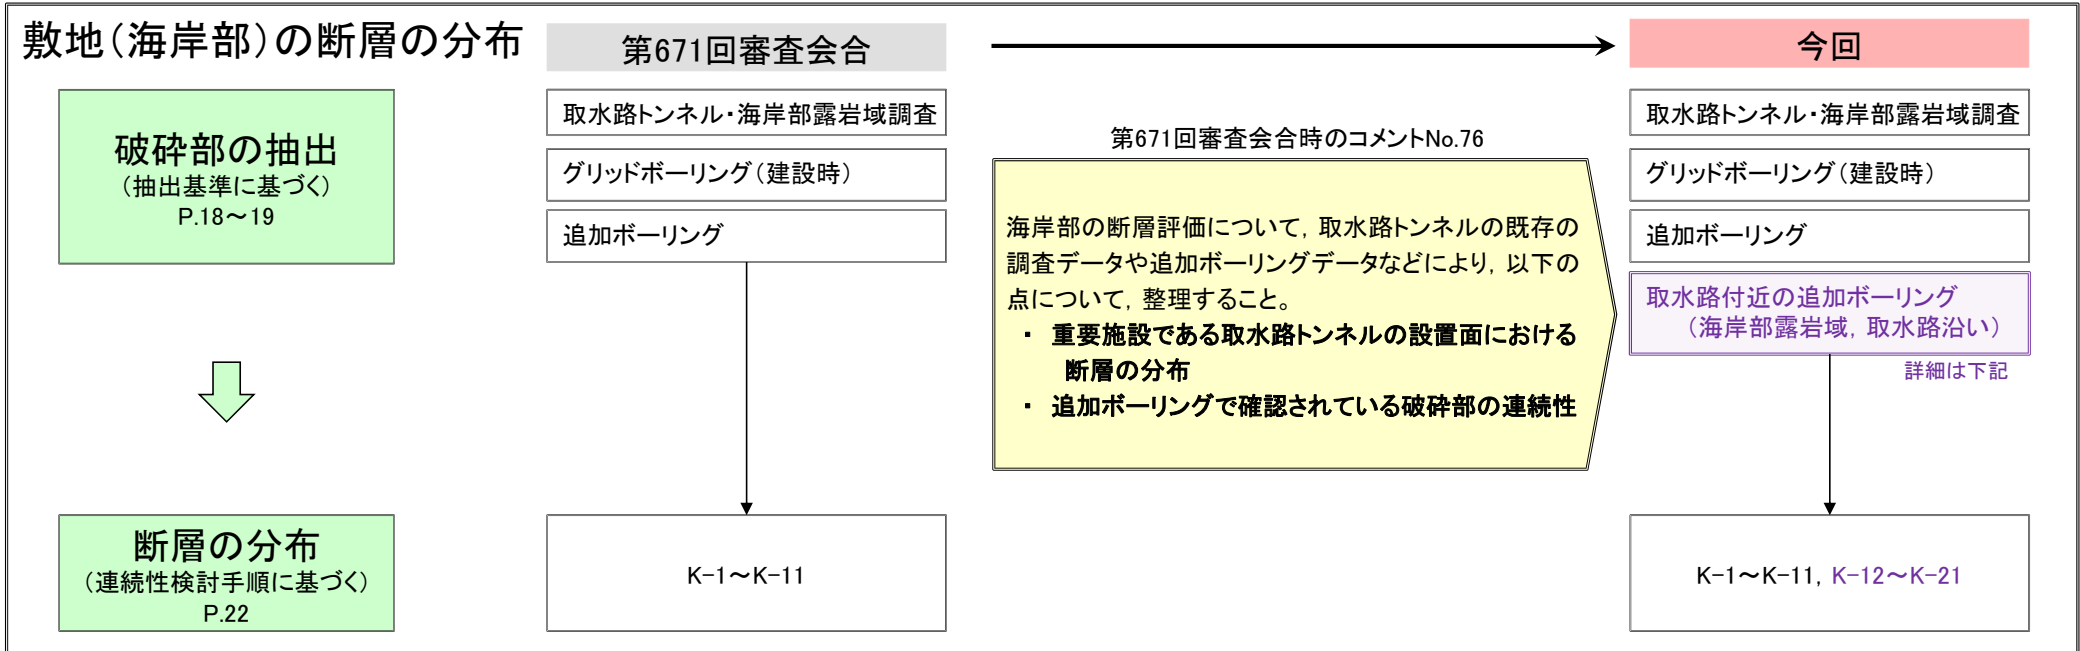 敷地(海岸部)の断層の分布
第671回審査会合
今回
破砕部の抽出
(抽出基準に基づく)
P.18～19
取水路トンネル・海岸部露岩域調査
グリッドボーリング(建設時)
追加ボーリング
第671回審査会合時のコメントNo.76
海岸部の断層評価について，取水路トンネルの既存の
調査データや追加ボーリングデータなどにより，以下の
点について，整理すること。
・ 重要施設である取水路トンネルの設置面における
断層の分布
・ 追加ボーリングで確認されている破砕部の連続性
取水路トンネル・海岸部露岩域調査
グリッドボーリング(建設時)
追加ボーリング
取水路付近の追加ボーリング
(海岸部露岩域，取水路沿い)
詳細は下記
断層の分布
(連続性検討手順に基づく)
P.22
K-1～K-11
K-1～K-11，K-12～K-21